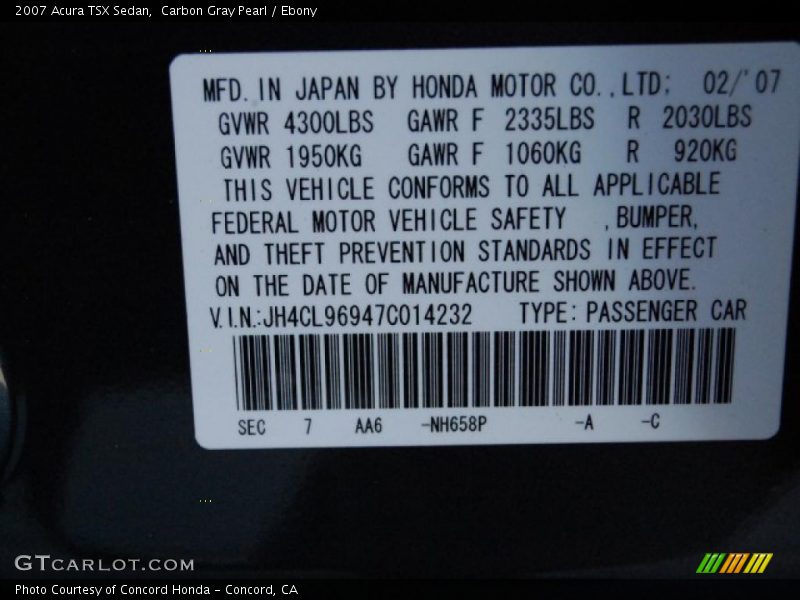 2007 Acura TSX Sedan,  Carbon Gray Pearl / Ebony
MFD. IN JAPAN BY HONDA MOTOR CO., LTD; 02/'07
GVWR 4300LBS GAWR F 2335LBS R 2030LBS
GVWR 1950KG GAWR F 1060KG R 920KG
THIS VEHICLE CONFORMS TO ALL APPLICABLE
FEDERAL MOTOR VEHICLE SAFETY ,BUMPER,
AND THEFT PREVENTION STANDARDS IN EFFECT
ON THE DATE OF MANUFACTURE SHOWN ABOVE.
V.I.N.:JH4CL96947C014232 TYPE: PASSENGER CAR
SEC 7 AA6 -NH658P -A -C
GTCARLOT.COM
Photo Courtesy of Concord Honda - Concord, CA